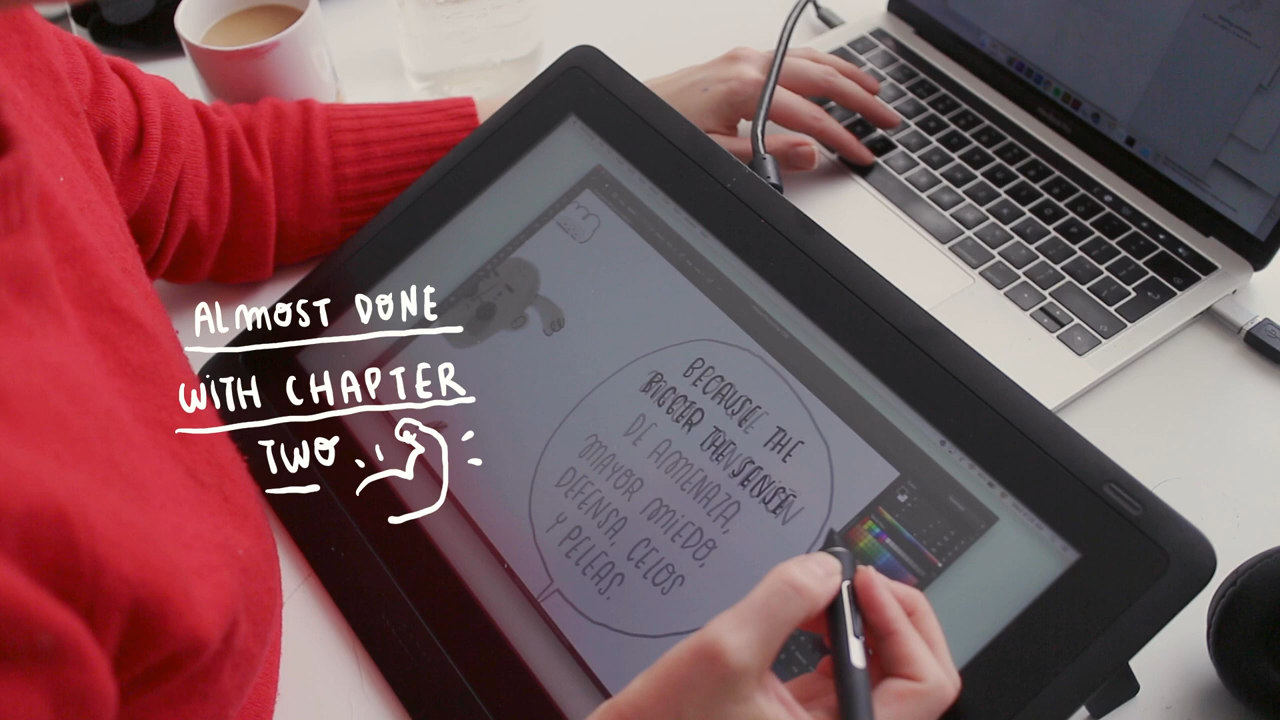 ALMOST DONE
WITH CHAPTER
TWO
BECAUSE THE
BIGGER THE SENSE
DE AMENAZA,
MAYOR MIEDO,
DEFENSA, CELOS
Y PELEAS.